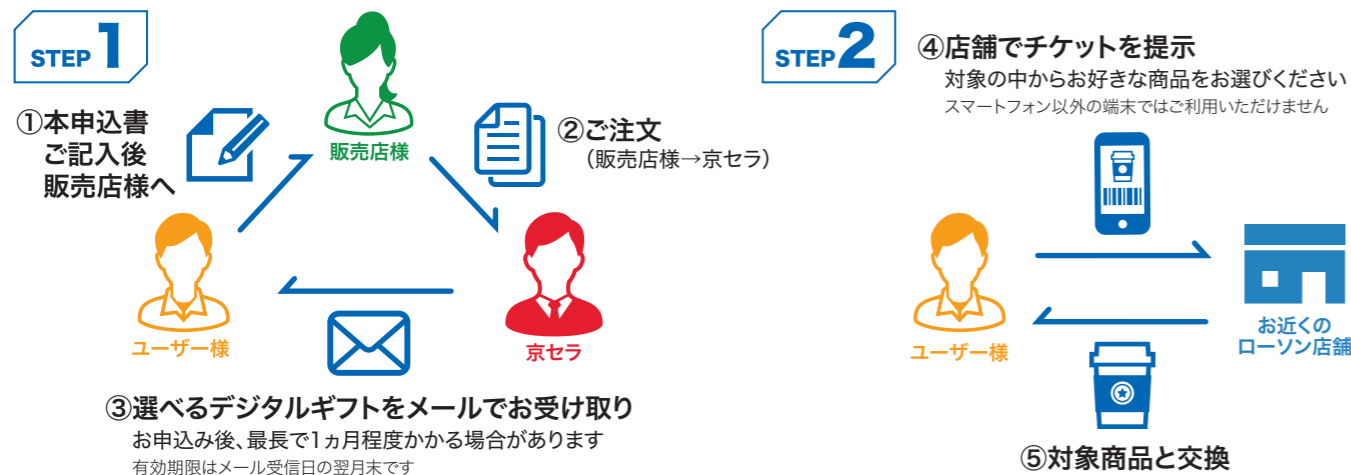 STEP 1
①本申込書
ご記入後
販売店様へ
販売店様
②ご注文
（販売店様→京セラ）
ユーザー様
京セラ
③選べるデジタルギフトをメールでお受け取り
お申込み後、最長で1ヵ月程度かかる場合があります
有効期限はメール受信日の翌月末です
STEP 2
④店舗でチケットを提示
対象の中からお好きな商品をお選びください
スマートフォン以外の端末ではご利用いただけません
ユーザー様
お近くの
ローソン店舗
⑤対象商品と交換